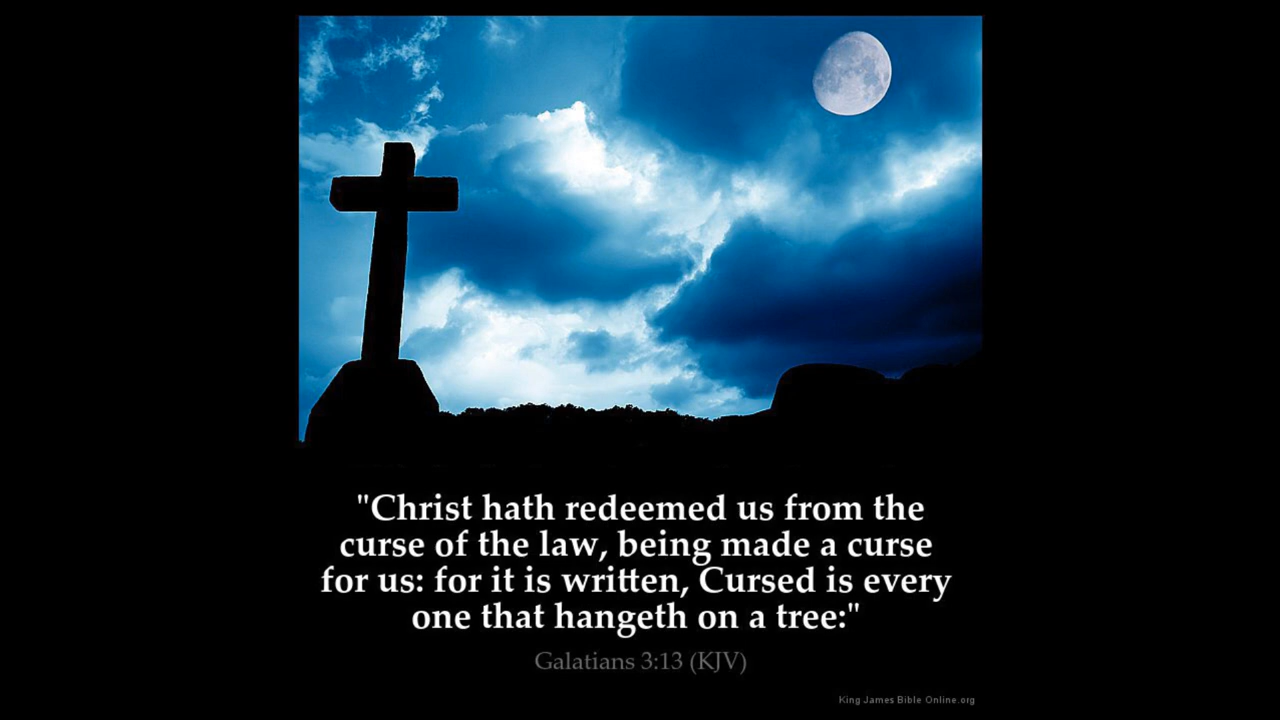 "Christ hath redeemed us from the
curse of the law, being made a curse
for us: for it is written, Cursed is every
one that hangeth on a tree:"
Galatians 3:13 (KJV)
King James Bible Online.org